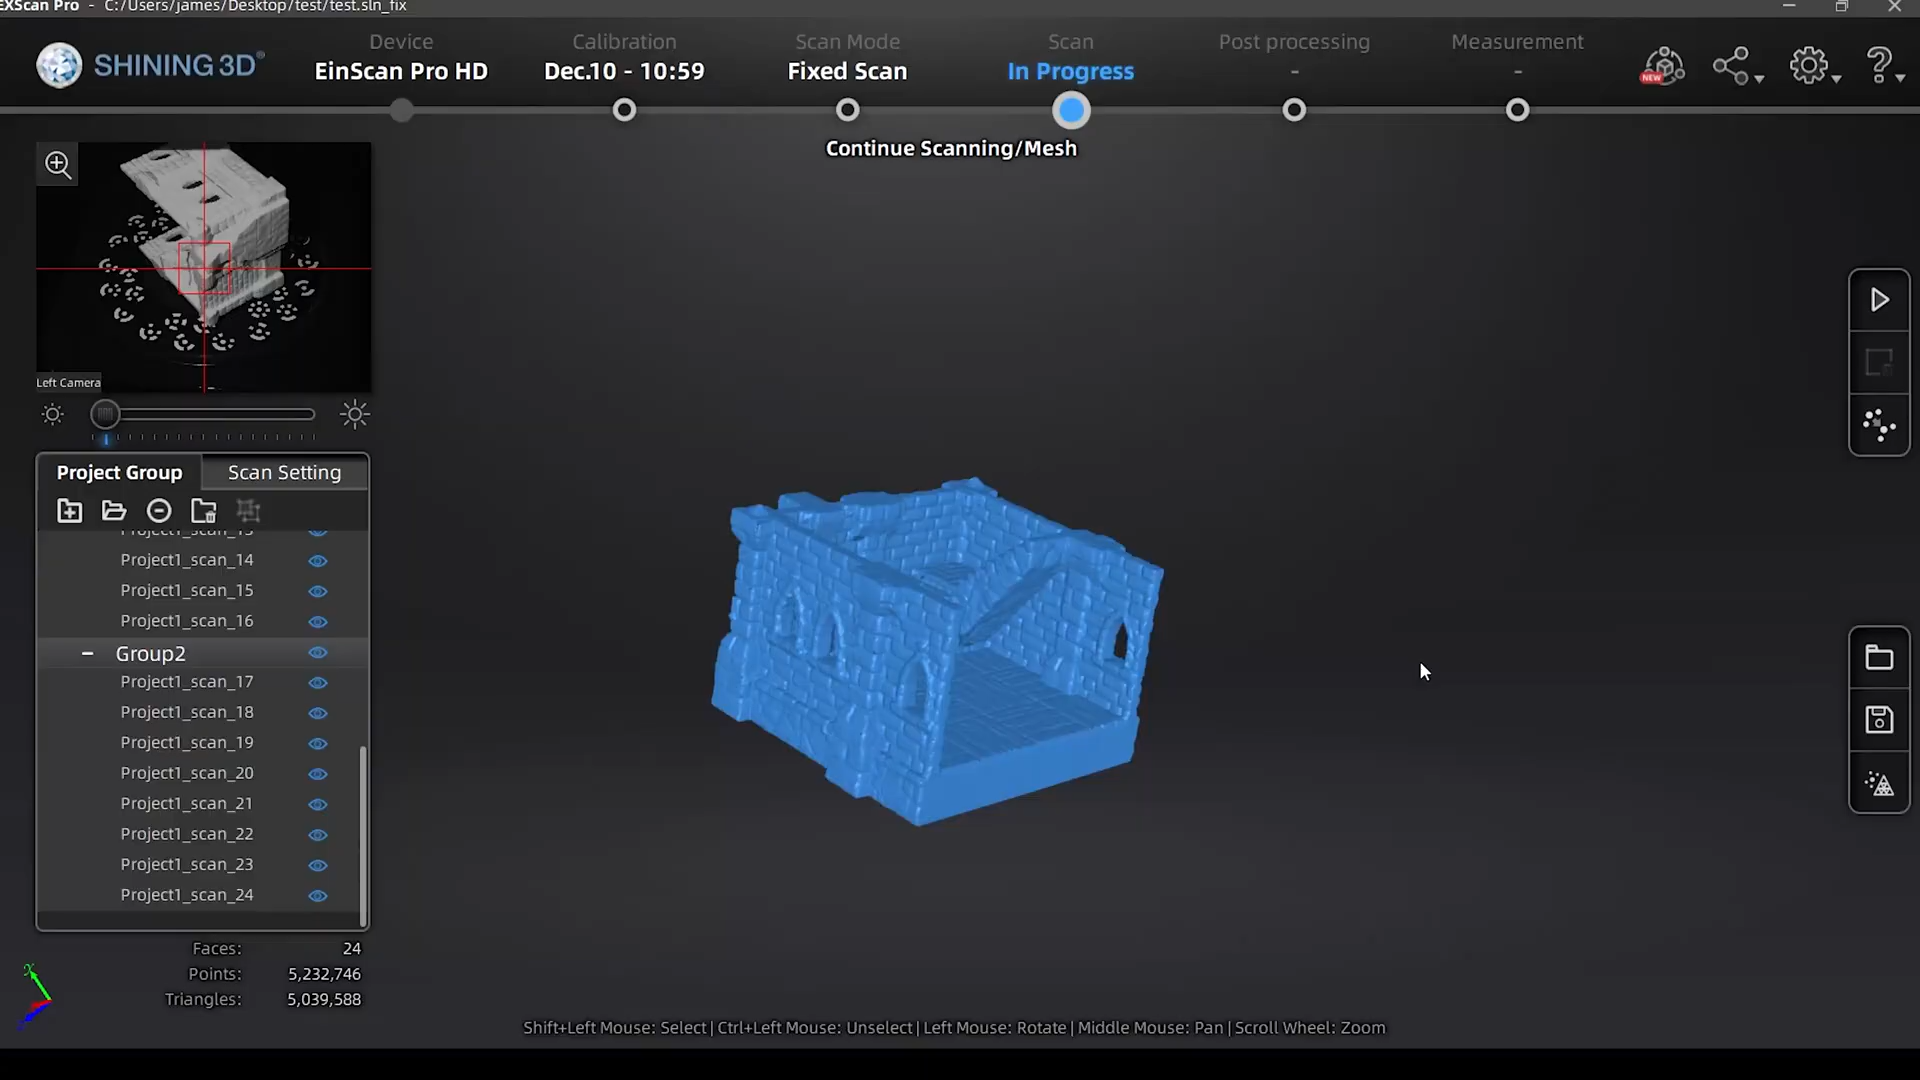 EXScan Pro - C:/Users/james/Desktop/test/test.sln_fix
SHINING 3D®
Device
EinScan Pro HD
Calibration
Dec.10 - 10:59
Scan Mode
Fixed Scan
Scan
In Progress
Post processing
-
Measurement
-
NEW
Continue Scanning/Mesh
Left Camera
Project Group
Scan Setting
Project1_scan_13
Project1_scan_14
Project1_scan_15
Project1_scan_16
Group2
Project1_scan_17
Project1_scan_18
Project1_scan_19
Project1_scan_20
Project1_scan_21
Project1_scan_22
Project1_scan_23
Project1_scan_24
Faces: 24
Points: 5,232,746
Triangles: 5,039,588
Shift+Left Mouse: Select | Ctrl+Left Mouse: Unselect | Left Mouse: Rotate | Middle Mouse: Pan | Scroll Wheel: Zoom